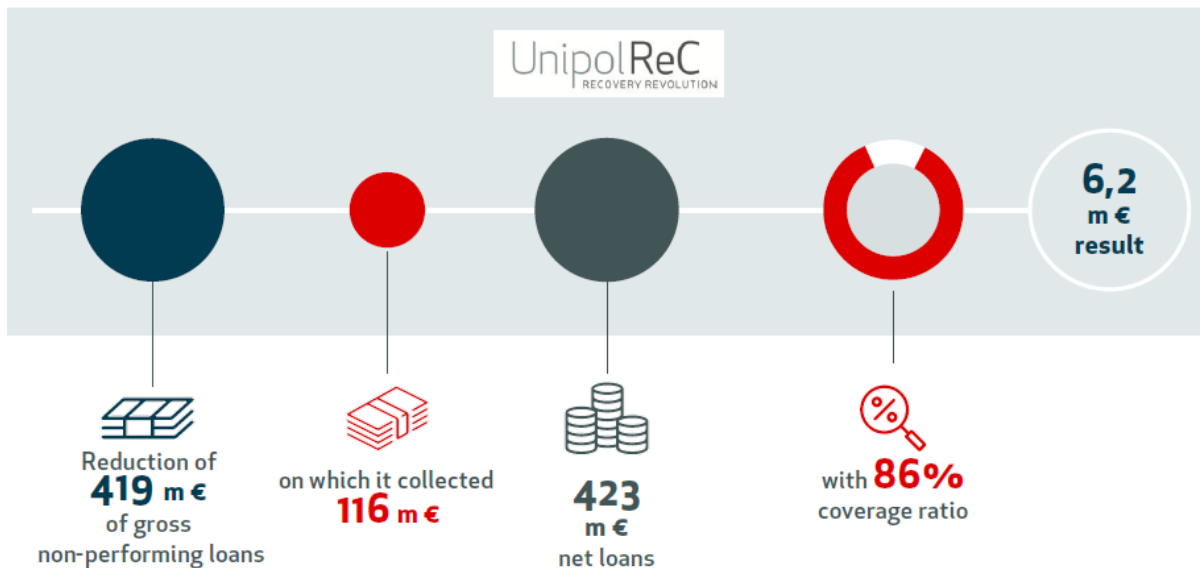 UnipolReC
RECOVERY REVOLUTION
6,2
m €
result
Reduction of
419 m €
of gross
non-performing loans
on which it collected
116 m €
423
m €
net loans
%
with 86%
coverage ratio